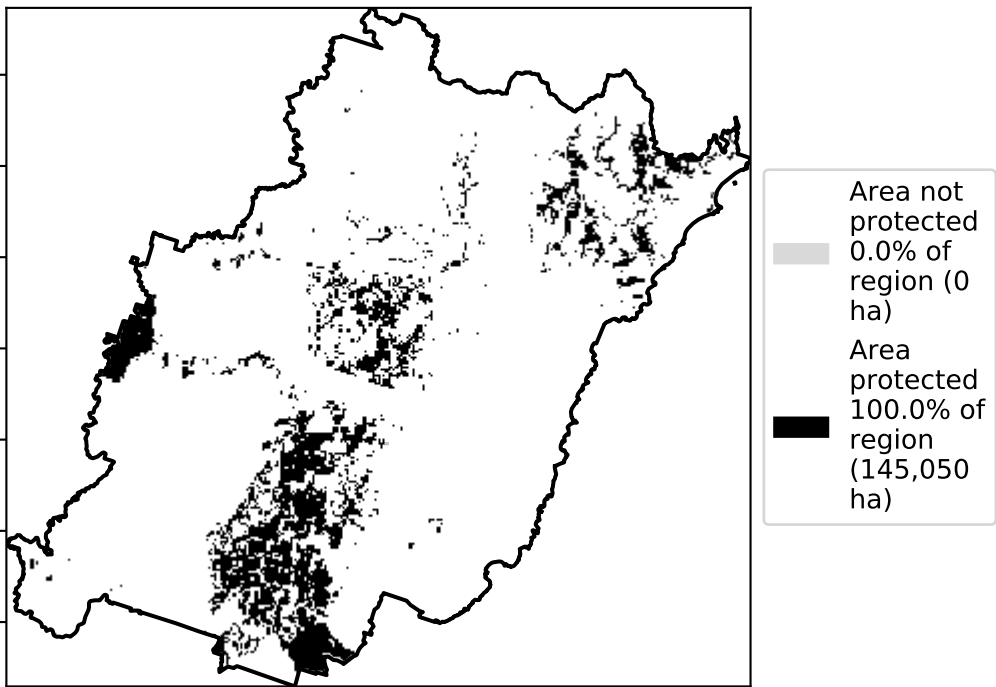 Area not
protected
0.0% of
region (0
ha)
Area
protected
100.0% of
region
(145,050
ha)